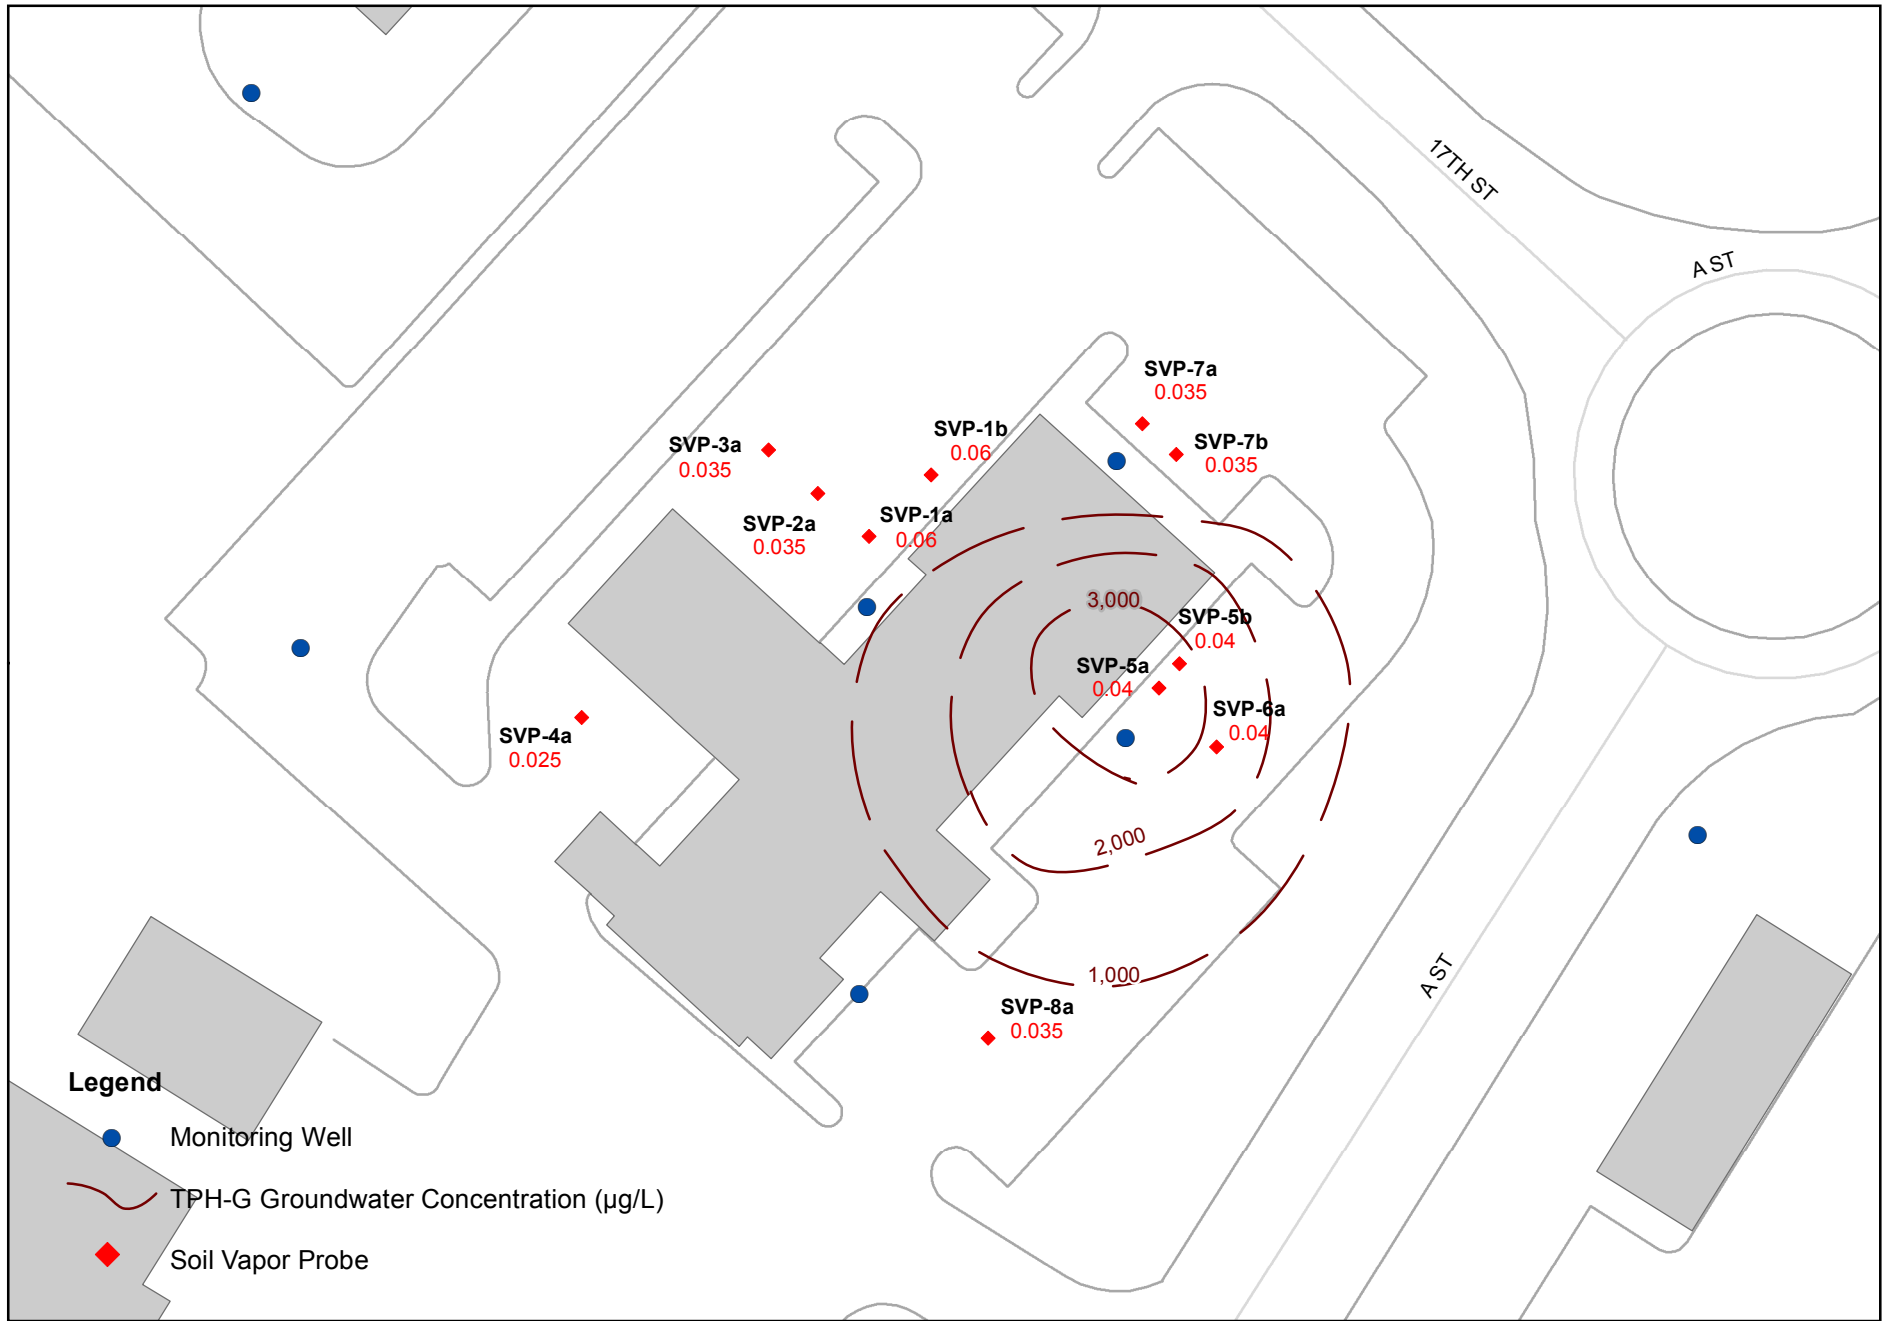 17TH ST
A ST
SVP-7a
0.035
SVP-1b
0.06
SVP-3a
0.035
SVP-7b
0.035
SVP-2a
0.035
SVP-1a
0.06
3,000
SVP-5b
0.04
SVP-5a
0.04
SVP-6a
0.04
SVP-4a
0.025
2,000
1,000
A ST
SVP-8a
0.035
Legend
Monitoring Well
TPH-G Groundwater Concentration (µg/L)
Soil Vapor Probe